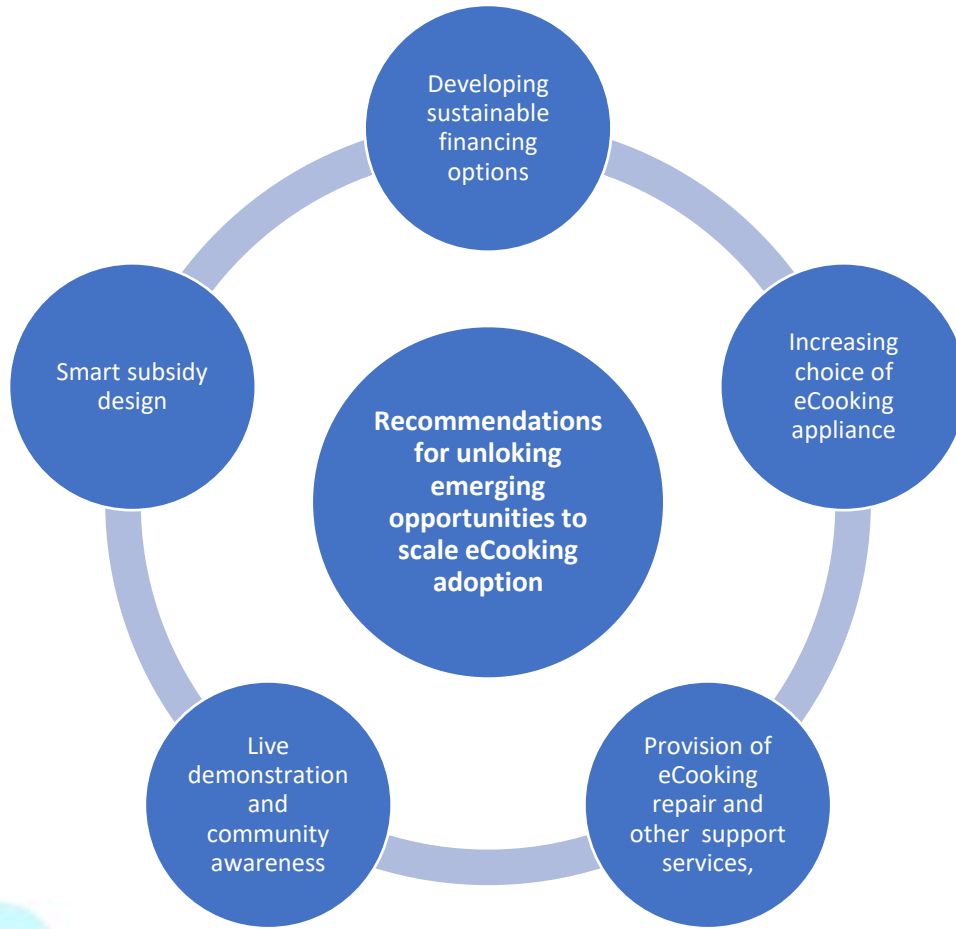 Developing
sustainable
financing
options
Smart subsidy
design
Increasing
choice of
eCooking
appliance
Recommendations
for unloking
emerging
opportunities to
scale eCooking
adoption
Live
demonstration
and
community
awareness
Provision of
eCooking
repair and
other  support
services,